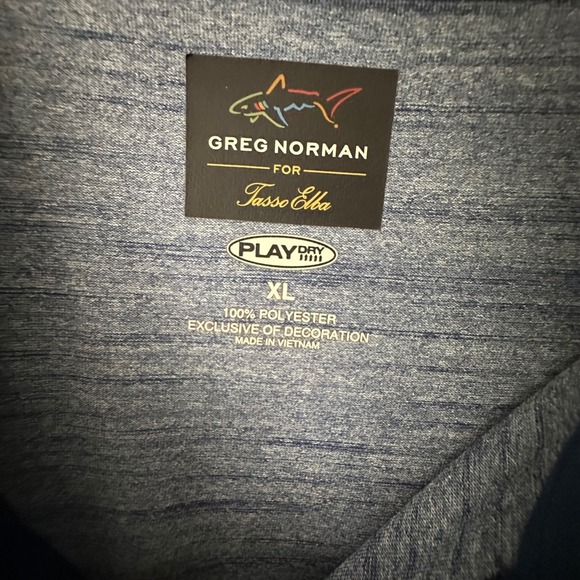 GREG NORMAN
FOR
Tasso Elba
PLAY DRY
XL
100% POLYESTER
EXCLUSIVE OF DECORATION
MADE IN VIETNAM